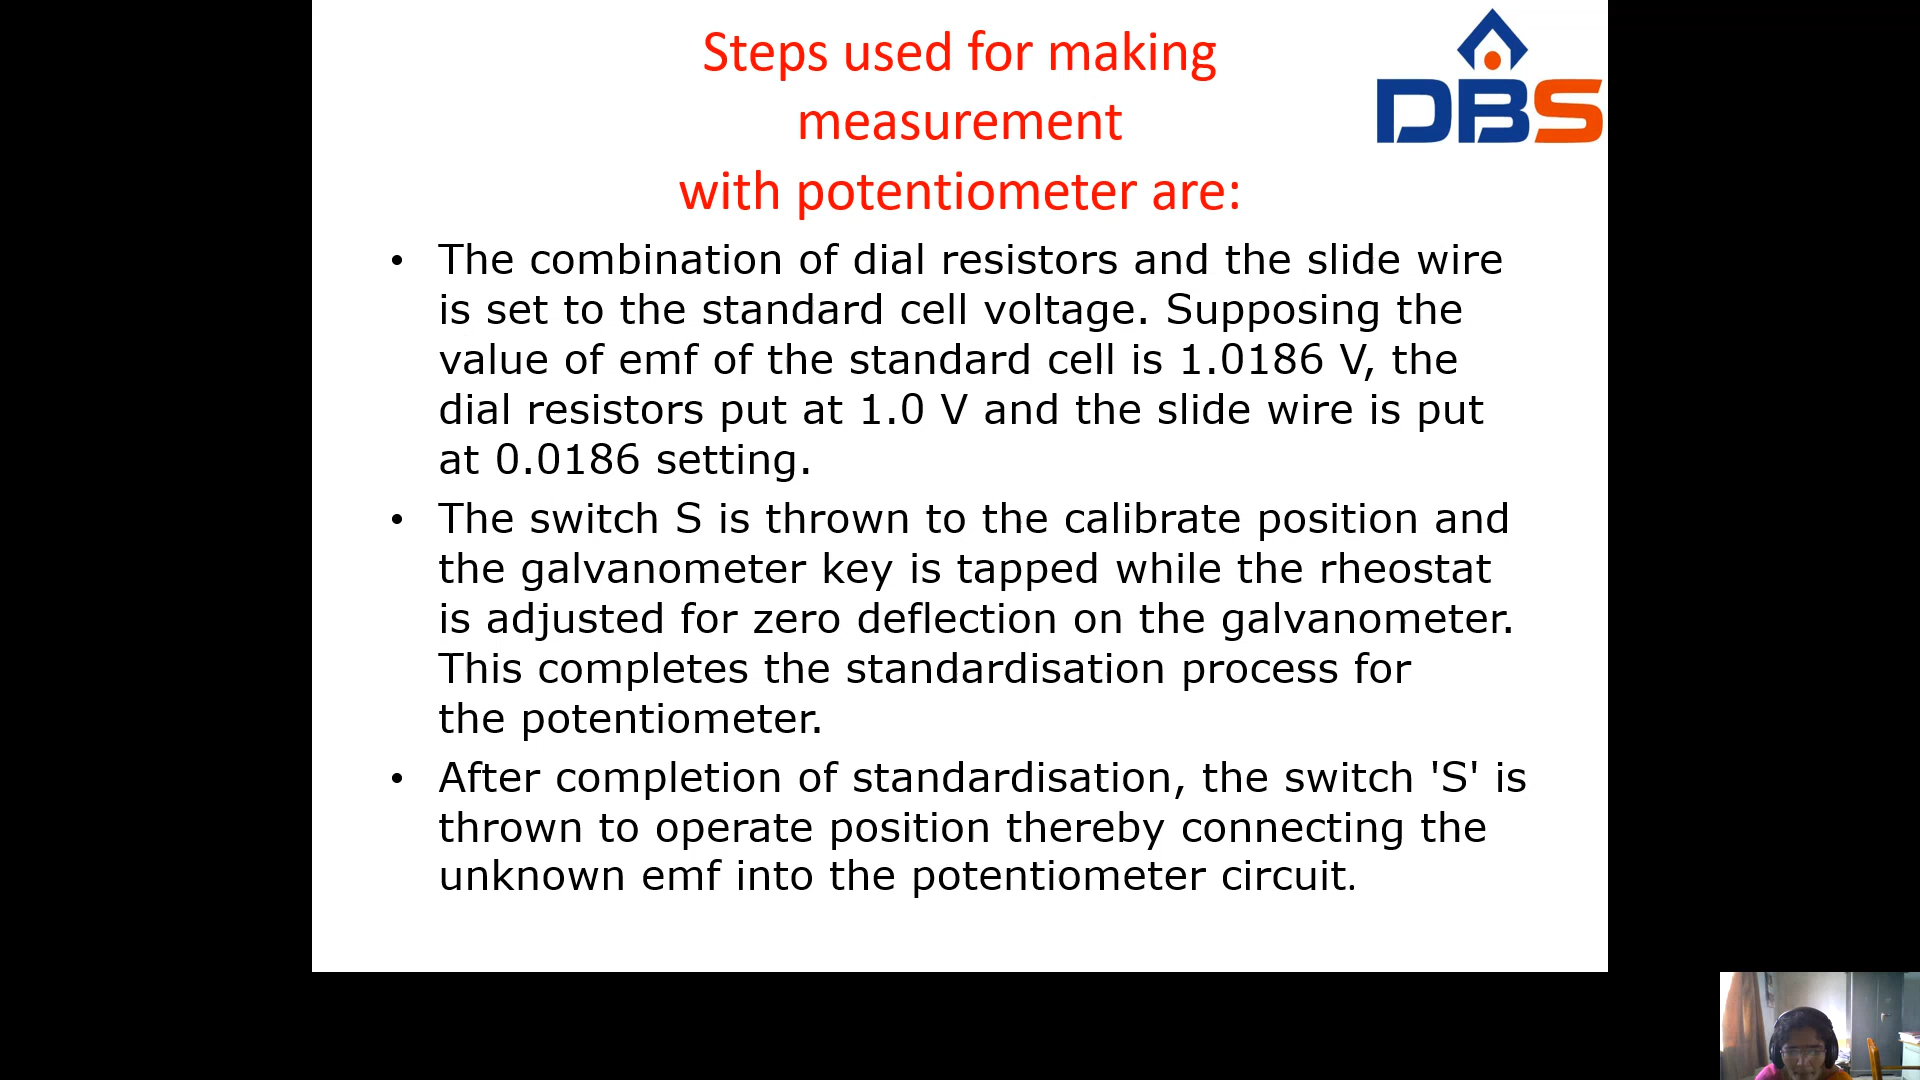 Steps used for making
measurement
with potentiometer are:
DBS
• The combination of dial resistors and the slide wire
is set to the standard cell voltage. Supposing the
value of emf of the standard cell is 1.0186 V, the
dial resistors put at 1.0 V and the slide wire is put
at 0.0186 setting.
• The switch S is thrown to the calibrate position and
the galvanometer key is tapped while the rheostat
is adjusted for zero deflection on the galvanometer.
This completes the standardisation process for
the potentiometer.
• After completion of standardisation, the switch 'S' is
thrown to operate position thereby connecting the
unknown emf into the potentiometer circuit.